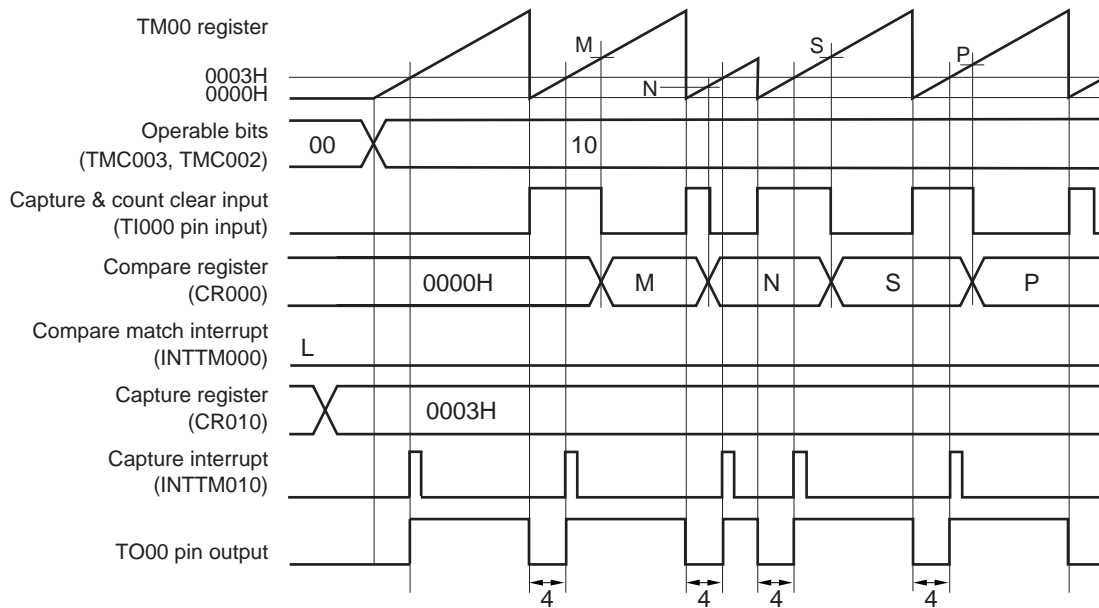 TM00 register
M
S
P
0003H
0000H
N
Operable bits
(TMC003, TMC002)
00
10
Capture & count clear input
(TI000 pin input)
Compare register
(CR000)
0000H
M
N
S
P
Compare match interrupt
(INTTM000)
L
Capture register
(CR010)
0003H
Capture interrupt
(INTTM010)
TO00 pin output
4
4
4
4